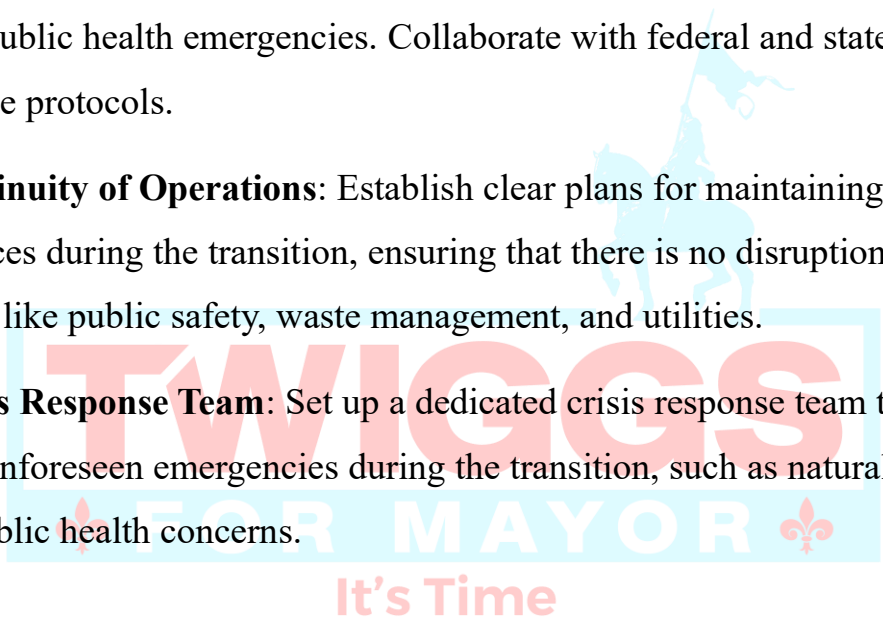 ublic health emergencies. Collaborate with federal and state
e protocols.
inuity of Operations: Establish clear plans for maintaining
ces during the transition, ensuring that there is no disruption
like public safety, waste management, and utilities.
s Response Team: Set up a dedicated crisis response team t
nforeseen emergencies during the transition, such as natural
blic health concerns.
TWIGGS
FOR MAYOR
It's Time